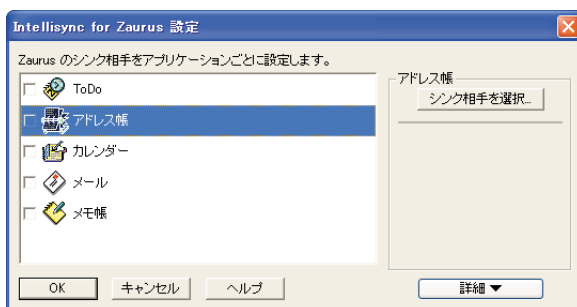 Intellisync for Zaurus 設定
Zaurus のシンク相手をアプリケーションごとに設定します。
ToDo
アドレス帳
カレンダー
メール
メモ帳
アドレス帳
シンク相手を選択...
OK
キャンセル
ヘルプ
詳細 ▼